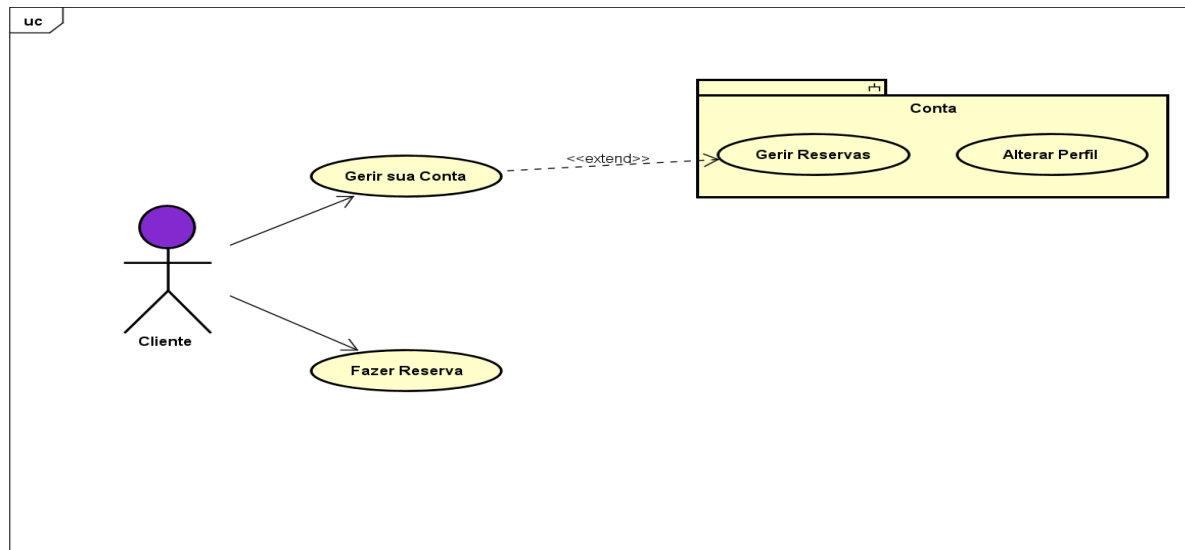 uc
Conta
<<extend>>
Gerir Reservas
Alterar Perfil
Gerir sua Conta
Cliente
Fazer Reserva